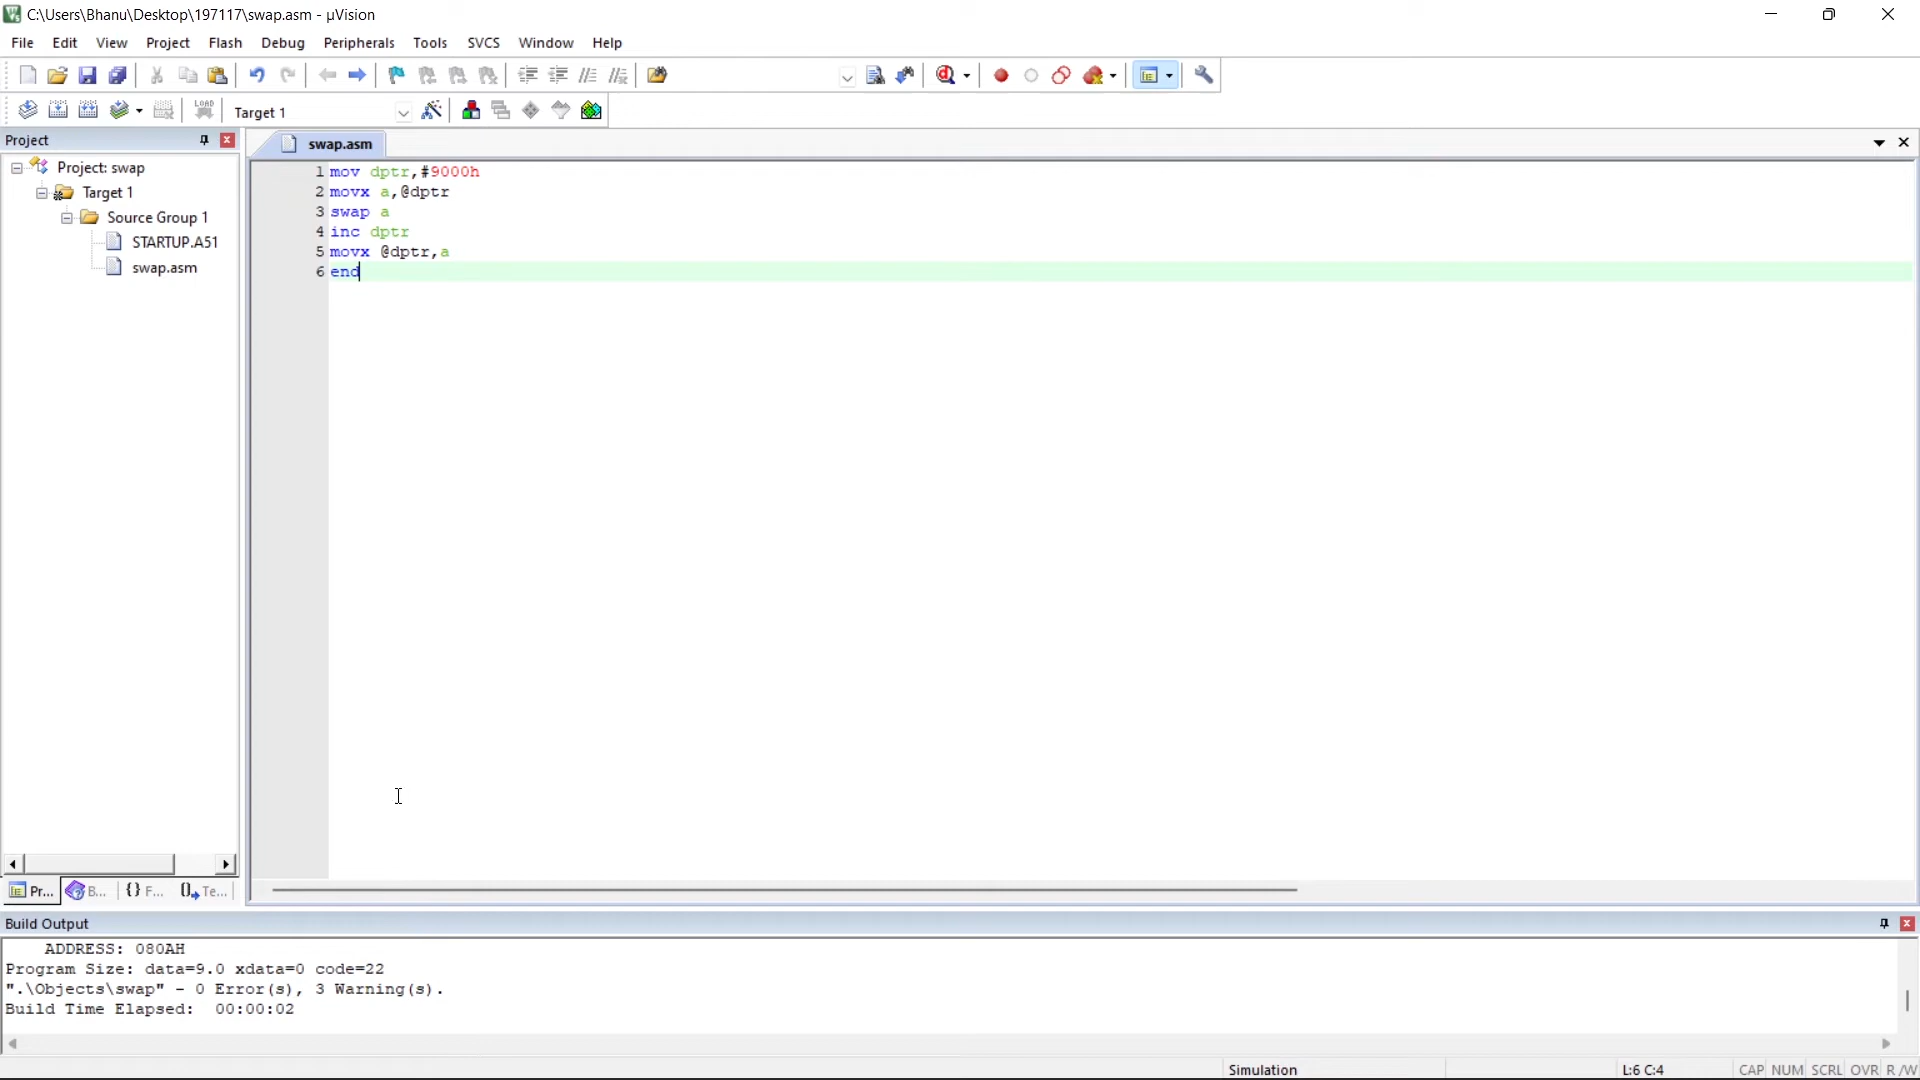 C:\Users\Bhanu\Desktop\197117\swap.asm - µVision
File Edit View Project Flash Debug Peripherals Tools SVCS Window Help
LOAD
Target 1
Project
swap.asm
Project: swap
Target 1
Source Group 1
STARTUP.A51
swap.asm
1 mov dptr,#9000h
2 movx a,@dptr
3 swap a
4 inc dptr
5 movx @dptr,a
6 end
Pr... B... {} F... Te...
Build Output
ADDRESS: 080AH
Program Size: data=9.0 xdata=0 code=22
".\Objects\swap" - 0 Error(s), 3 Warning(s).
Build Time Elapsed:  00:00:02
Simulation L:6 C:4 CAP NUM SCRL OVR R /W